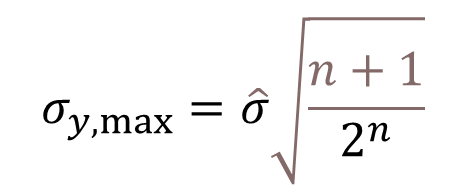 σ_{y,max} = σ̂ √((n + 1)/(2^n))